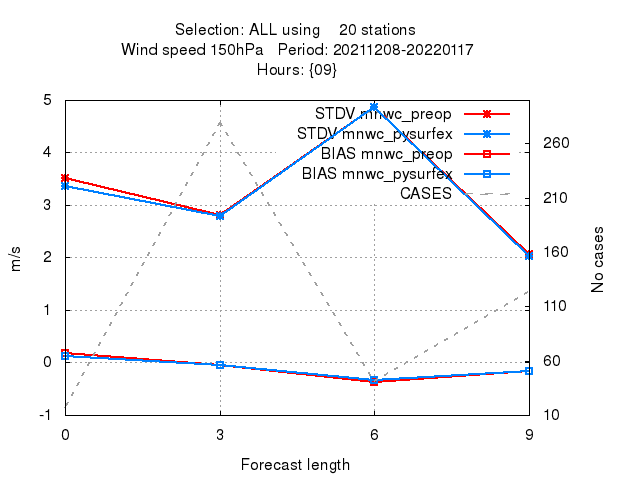 Selection: ALL using    20 stations
Wind speed 150hPa   Period: 20211208-20220117
Hours: {09}
STDV mnwc_preop
STDV mnwc_pysurfex
BIAS mnwc_preop
BIAS mnwc_pysurfex
CASES
5
4
3
2
1
0
-1
m/s
260
210
160
110
60
10
No cases
0 3 6 9
Forecast length